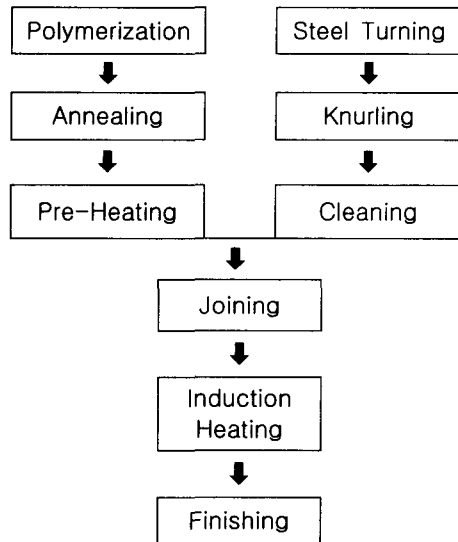 Polymerization
Steel Turning
Annealing
Knurling
Pre-Heating
Cleaning
Joining
Induction
Heating
Finishing